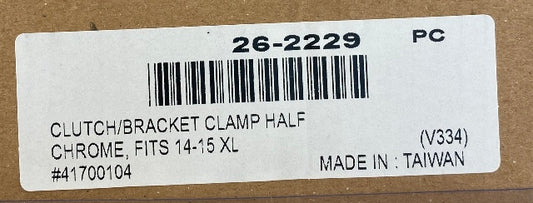 26-2229 PC
CLUTCH/BRACKET CLAMP HALF
CHROME, FITS 14-15 XL (V334)
#41700104 MADE IN : TAIWAN